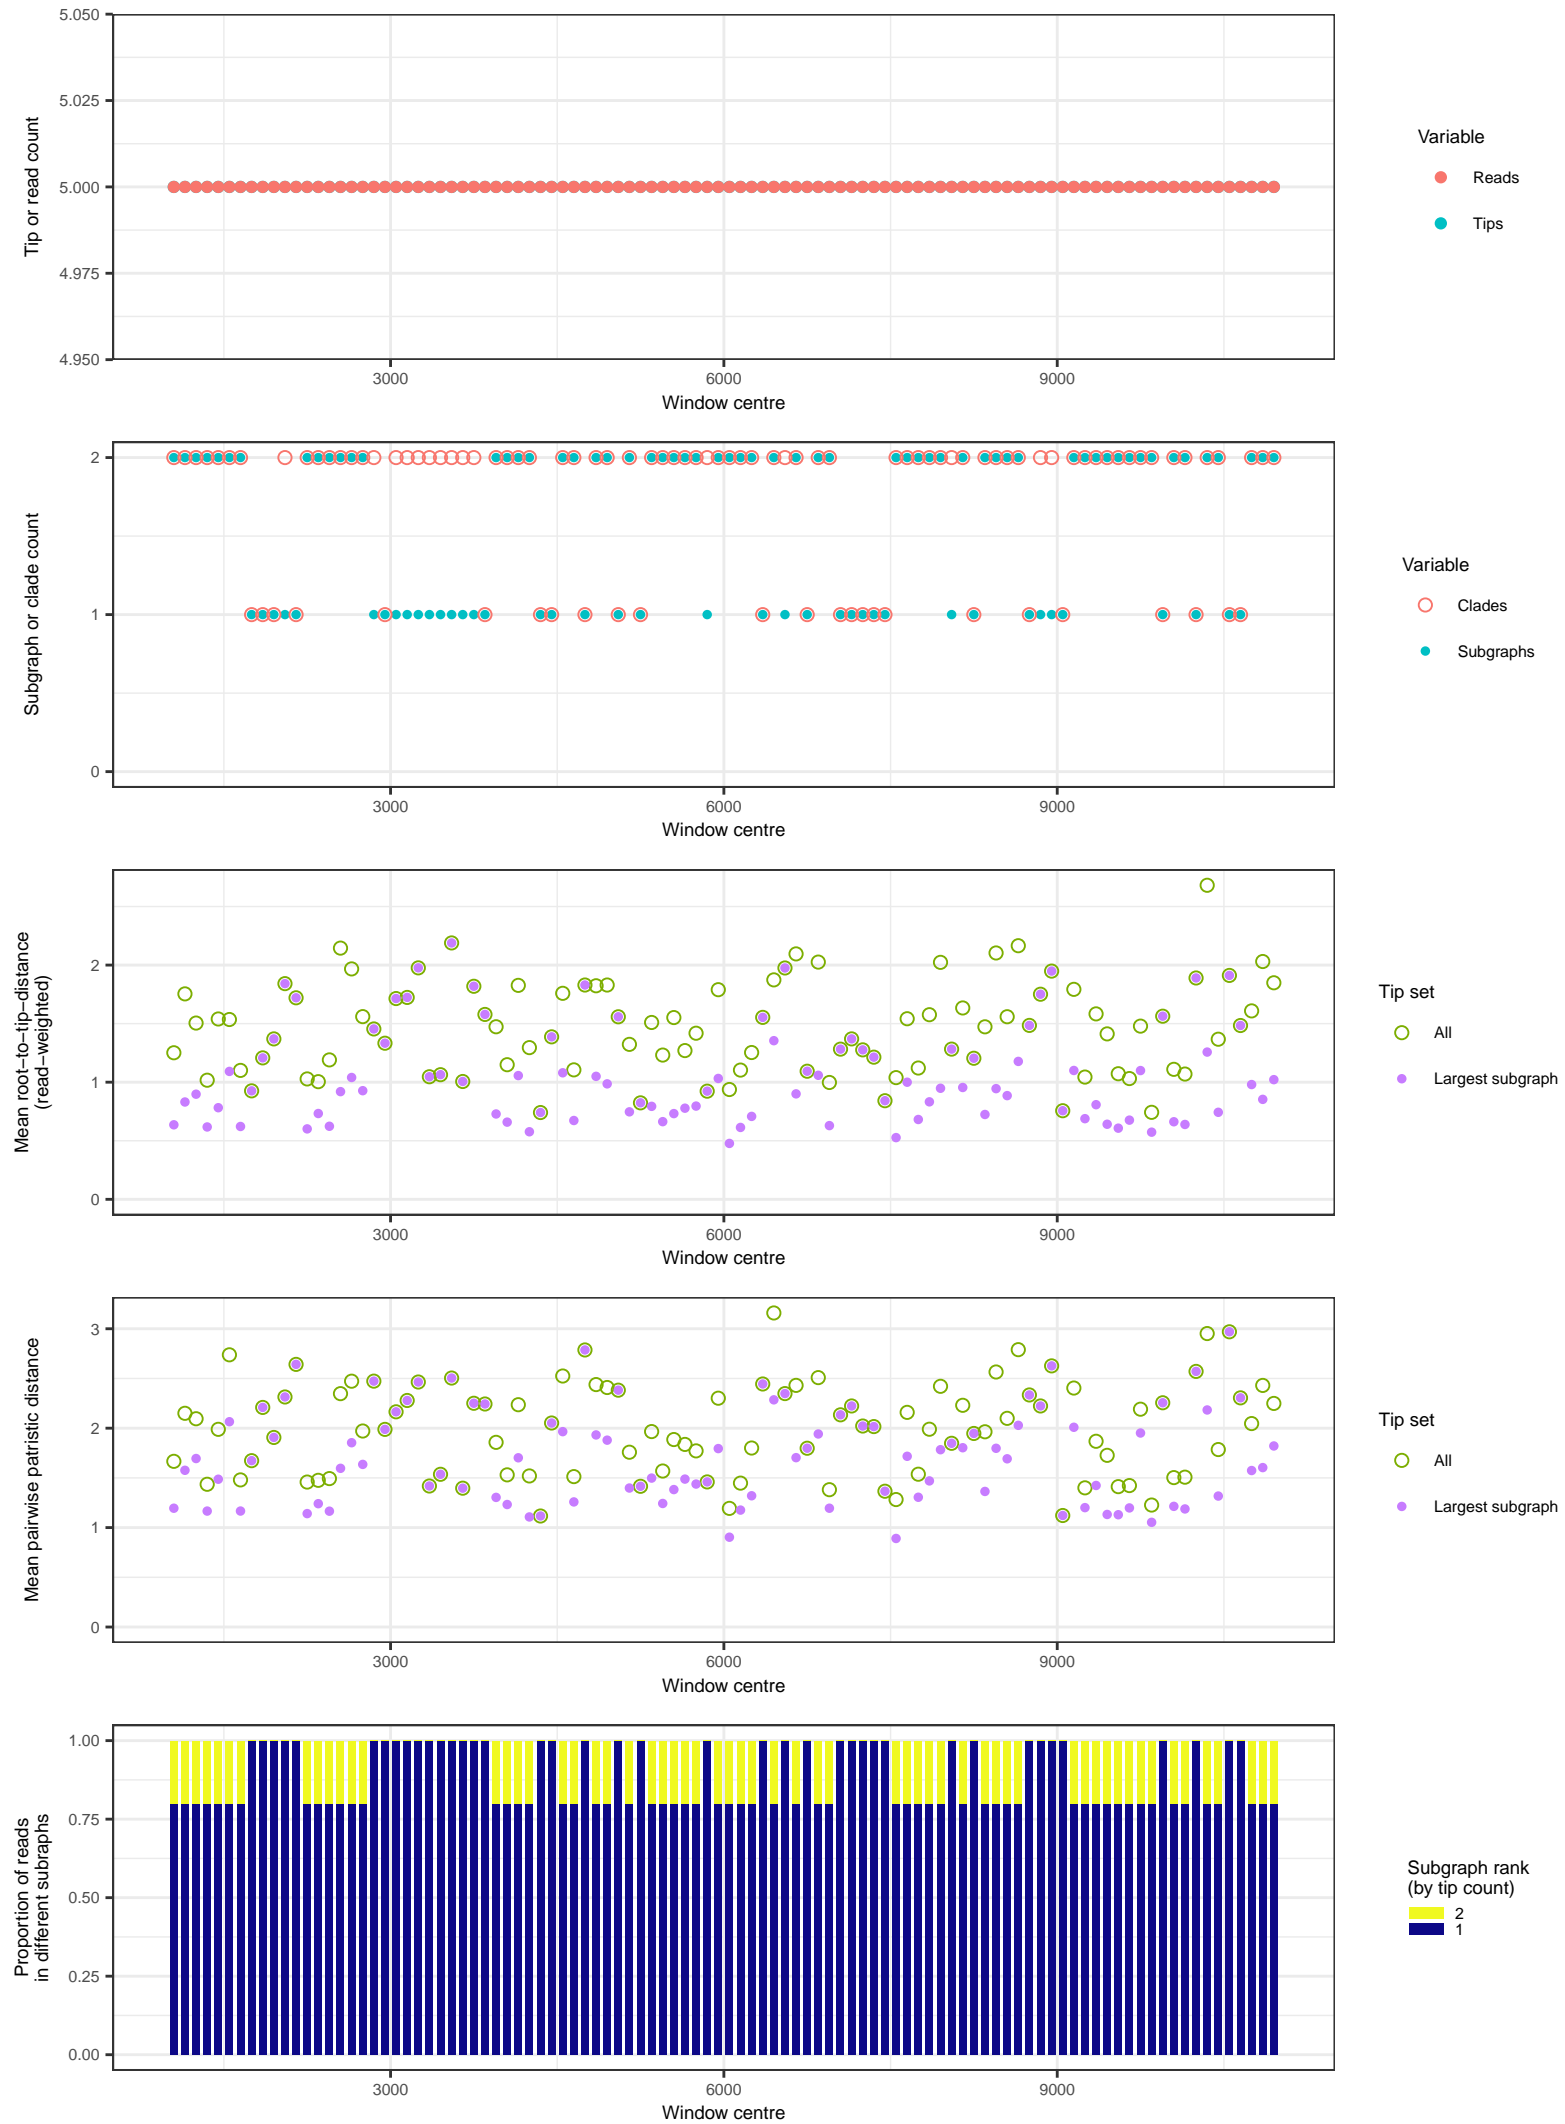 5.050
5.025
5.000
4.975
4.950
Tip or read count
3000
6000
9000
Window centre
Variable
Reads
Tips
2
1
0
Subgraph or clade count
3000
6000
9000
Window centre
Variable
Clades
Subgraphs
2
1
0
Mean root−to−tip−distance
(read−weighted)
3000
6000
9000
Window centre
Tip set
All
Largest subgraph
3
2
1
0
Mean pairwise patristic distance
3000
6000
9000
Window centre
Tip set
All
Largest subgraph
1.00
0.75
0.50
0.25
0.00
Proportion of reads
in different subraphs
3000
6000
9000
Window centre
Subgraph rank
(by tip count)
2
1